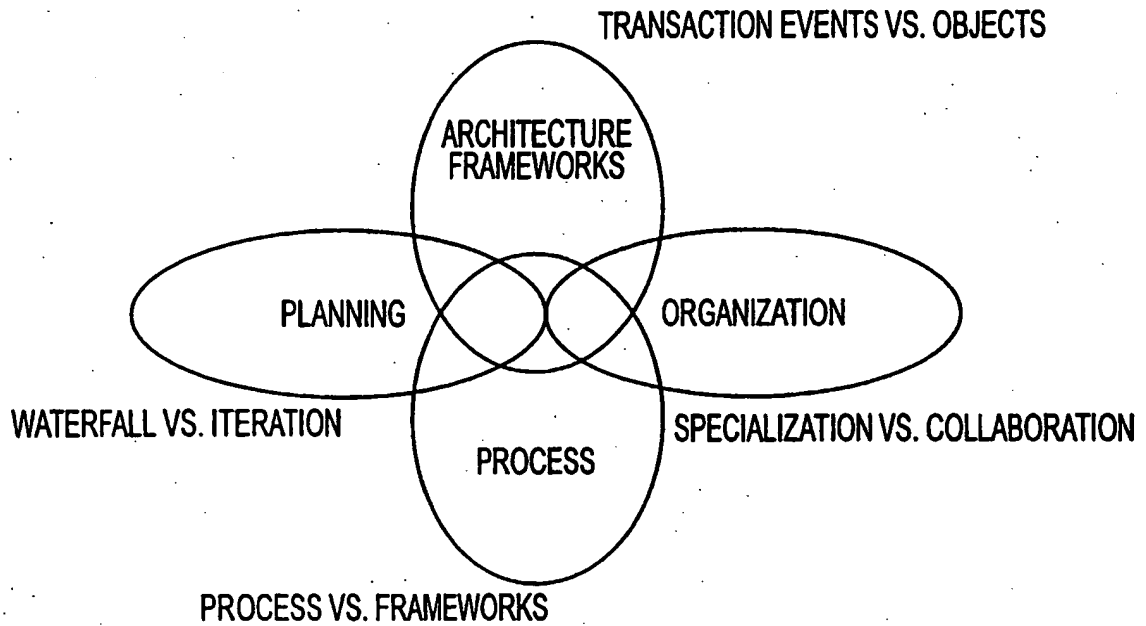 TRANSACTION EVENTS VS. OBJECTS
ARCHITECTURE
FRAMEWORKS
PLANNING
ORGANIZATION
WATERFALL VS. ITERATION
SPECIALIZATION VS. COLLABORATION
PROCESS
PROCESS VS. FRAMEWORKS